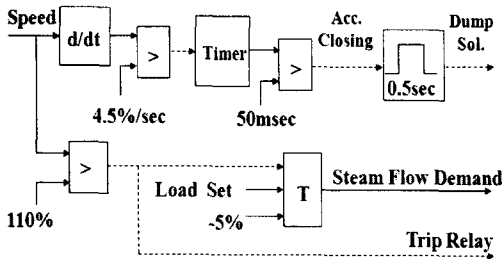 Speed
d/dt
>
Timer
>
Acc.
Closing
Dump
Sol.
0.5sec
4.5%/sec
50msec
>
110%
Load Set
~5%
T
Steam Flow Demand
Trip Relay